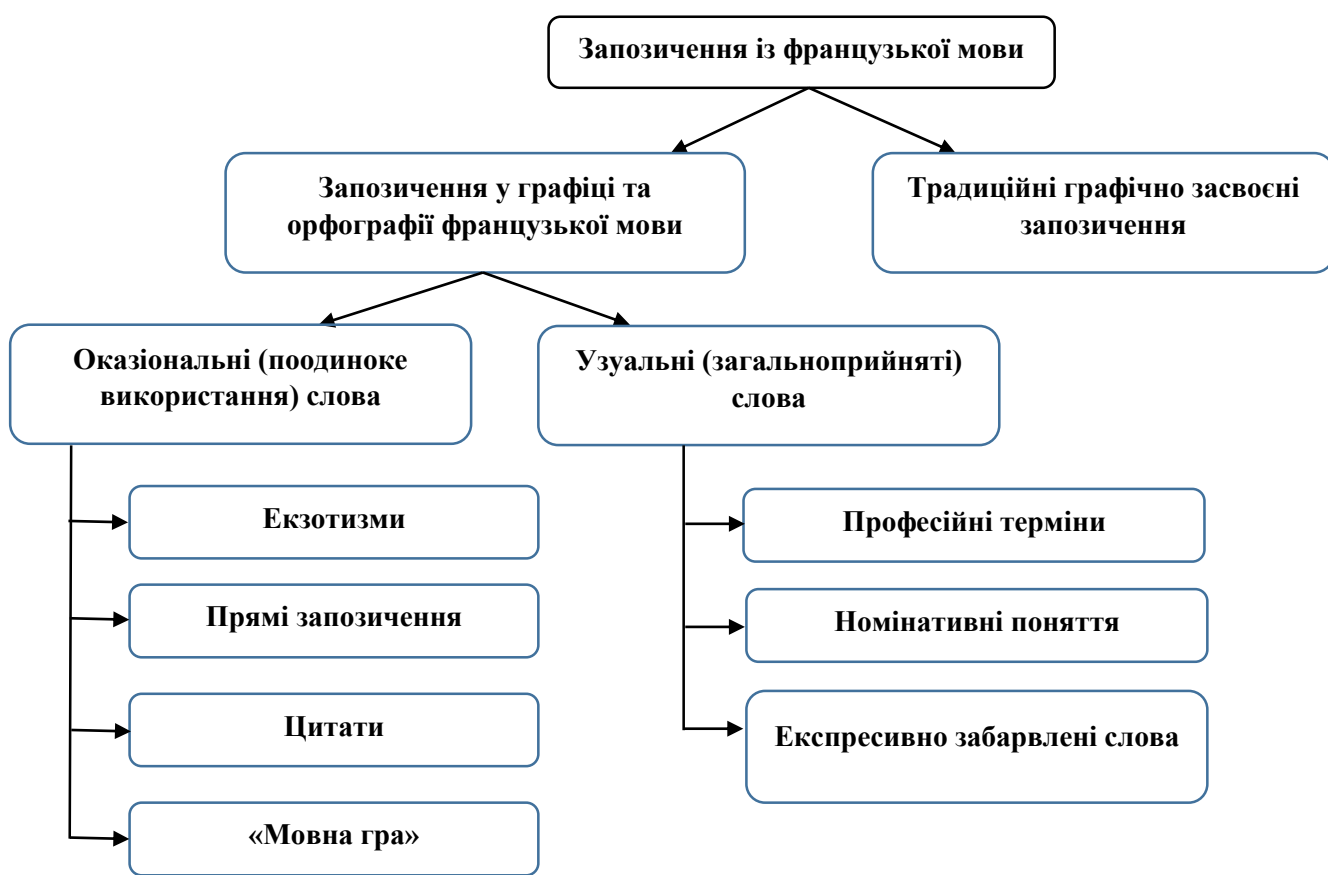 Запозичення із французької мови
Запозичення у графіці та
орфографії французької мови
Традиційні графічно засвоєні
запозичення
Оказіональні (поодиноке
використання) слова
Узуальні (загальноприйняті)
слова
Екзотизми
Прямі запозичення
Цитати
«Мовна гра»
Професійні терміни
Номінативні поняття
Експресивно забарвлені слова